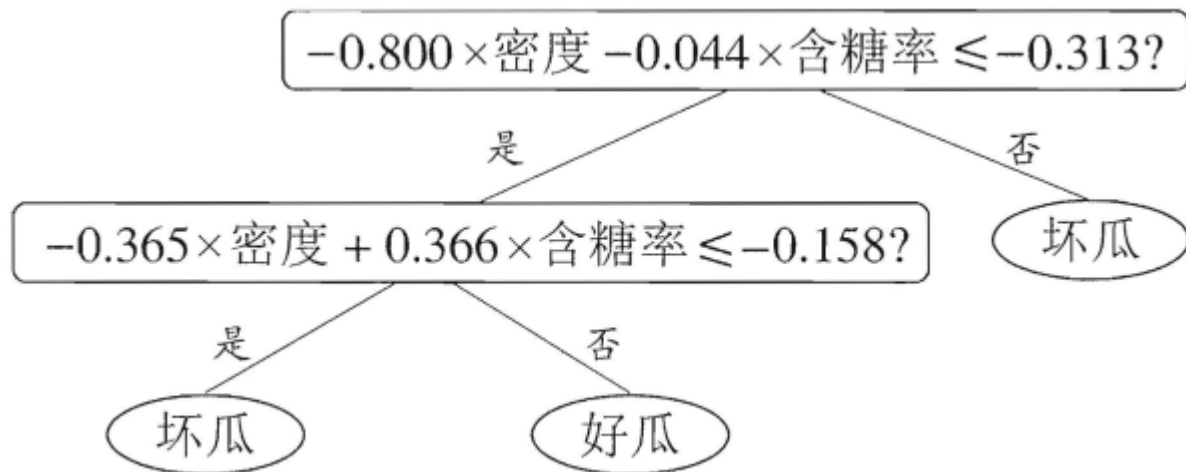 −0.800×密度 −0.044×含糖率 ⩽−0.313?
是
否
−0.365×密度 + 0.366×含糖率 ⩽−0.158?
坏瓜
是
否
坏瓜
好瓜